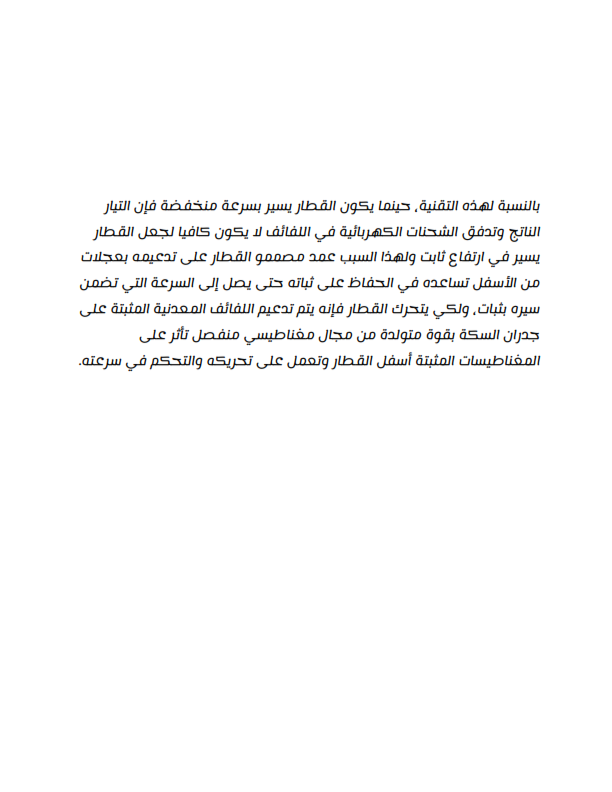 بالنسبة لهذه التقنية، حينما يكون القطار يسير بسرعة منخفضة فإن التيار
الناتج وتدفق الشحنات الكهربائية في اللفائف لا يكون كافيا لجعل القطار
يسير في ارتفاع ثابت ولهذا السبب عمد مصممو القطار على تدعيمه بعجلات
من الأسفل تساعده في الحفاظ على ثباته حتى يصل إلى السرعة التي تضمن
سيره بثبات، ولكي يتحرك القطار فإنه يتم تدعيم اللفائف المعدنية المثبتة على
جدران السكة بقوة متولدة من مجال مغناطيسي منفصل تأثر على
المغناطيسات المثبتة أسفل القطار وتعمل على تحريكه والتحكم في سرعته.